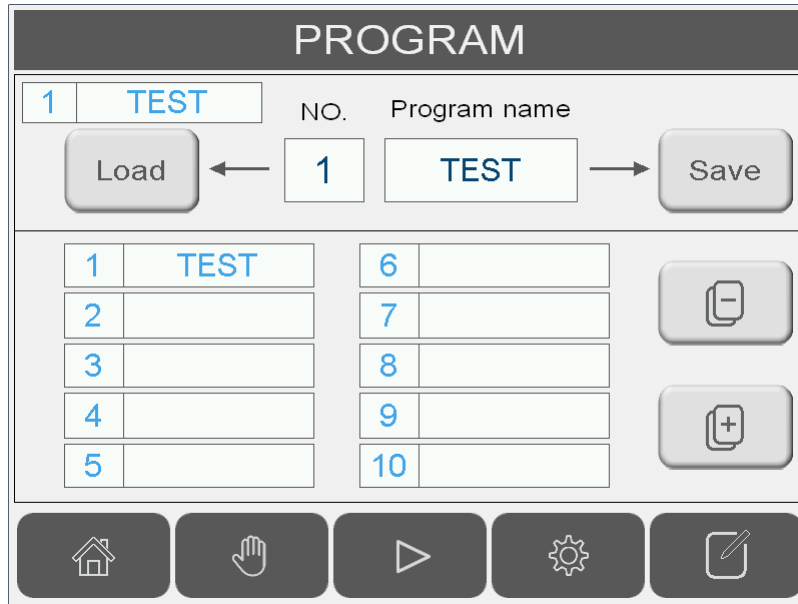 PROGRAM
1 TEST
NO. Program name
Load 1 TEST Save
1 TEST 6
2 7
3 8
4 9
5 10